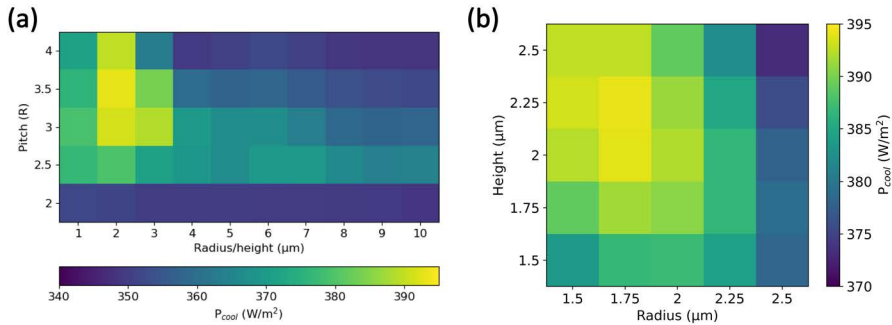 (a)
Pitch (R)
4
3.5
3
2.5
2
1 2 3 4 5 6 7 8 9 10
Radius/height (μm)
340 350 360 370 380 390
P_cool (W/m²)
(b)
Height (μm)
2.5
2.25
2
1.75
1.5
1.5 1.75 2 2.25 2.5
Radius (μm)
395
390
385
380
375
370
P_cool (W/m²)